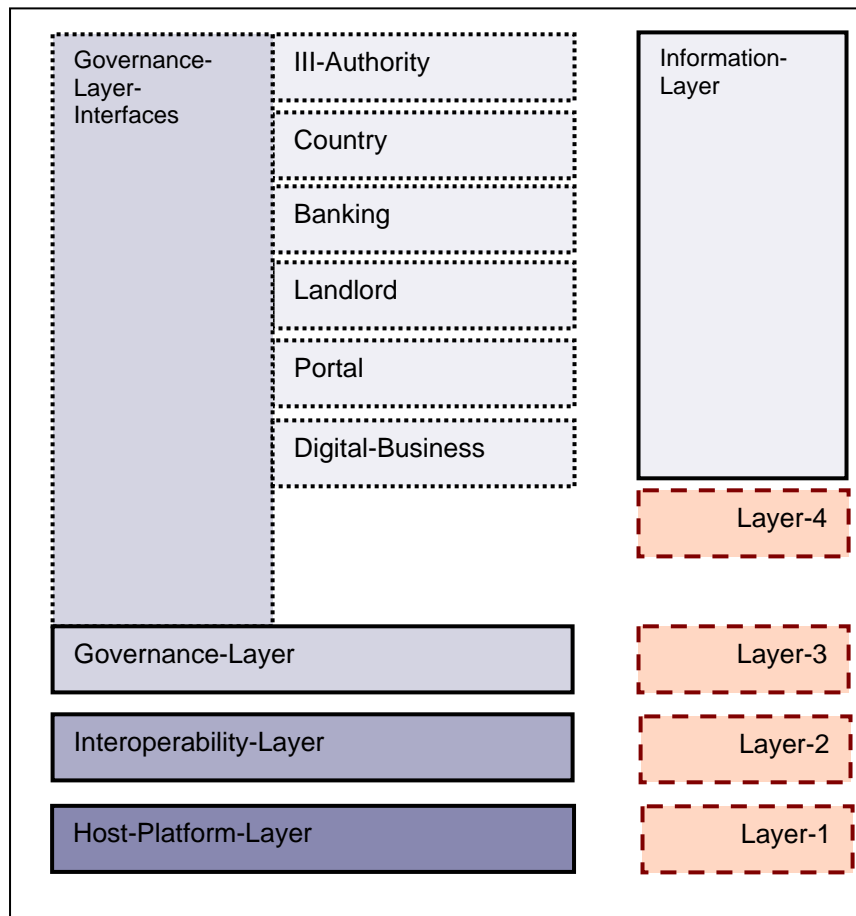 Governance-
Layer-
Interfaces
III-Authority
Country
Banking
Landlord
Portal
Digital-Business
Information-
Layer
Layer-4
Governance-Layer
Layer-3
Interoperability-Layer
Layer-2
Host-Platform-Layer
Layer-1